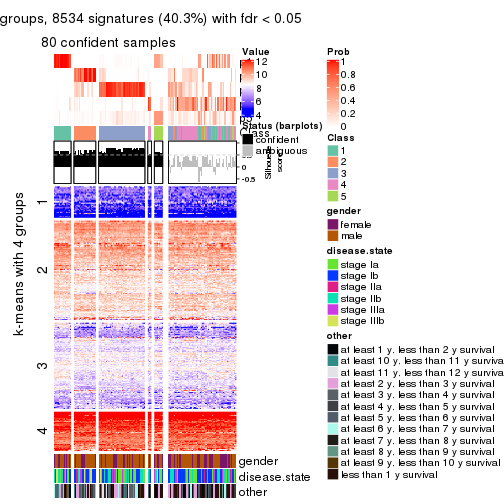 groups, 8534 signatures (40.3%) with fdr < 0.05
80 confident samples
Value
12
10
8
6
4
Prob
1
0.8
0.6
0.4
0.2
0
Class
Status (barplots)
confident
ambiguous
0
-0.5
Silhouette
score
Class
1
2
3
4
5
gender
female
male
disease.state
stage Ia
stage Ib
stage IIa
stage IIb
stage IIIa
stage IIIb
other
at least 1 y. less than 2 y survival
at least 10 y. less than 11 y surviva
at least 11 y. less than 12 y surviva
at least 2 y. less than 3 y survival
at least 3 y. less than 4 y survival
at least 4 y. less than 5 y survival
at least 5 y. less than 6 y survival
at least 6 y. less than 7 y survival
at least 7 y. less than 8 y survival
at least 8 y. less than 9 y survival
at least 9 y. less than 10 y survival
less than 1 y survival
k-means with 4 groups
1
2
3
4
gender
disease.state
other